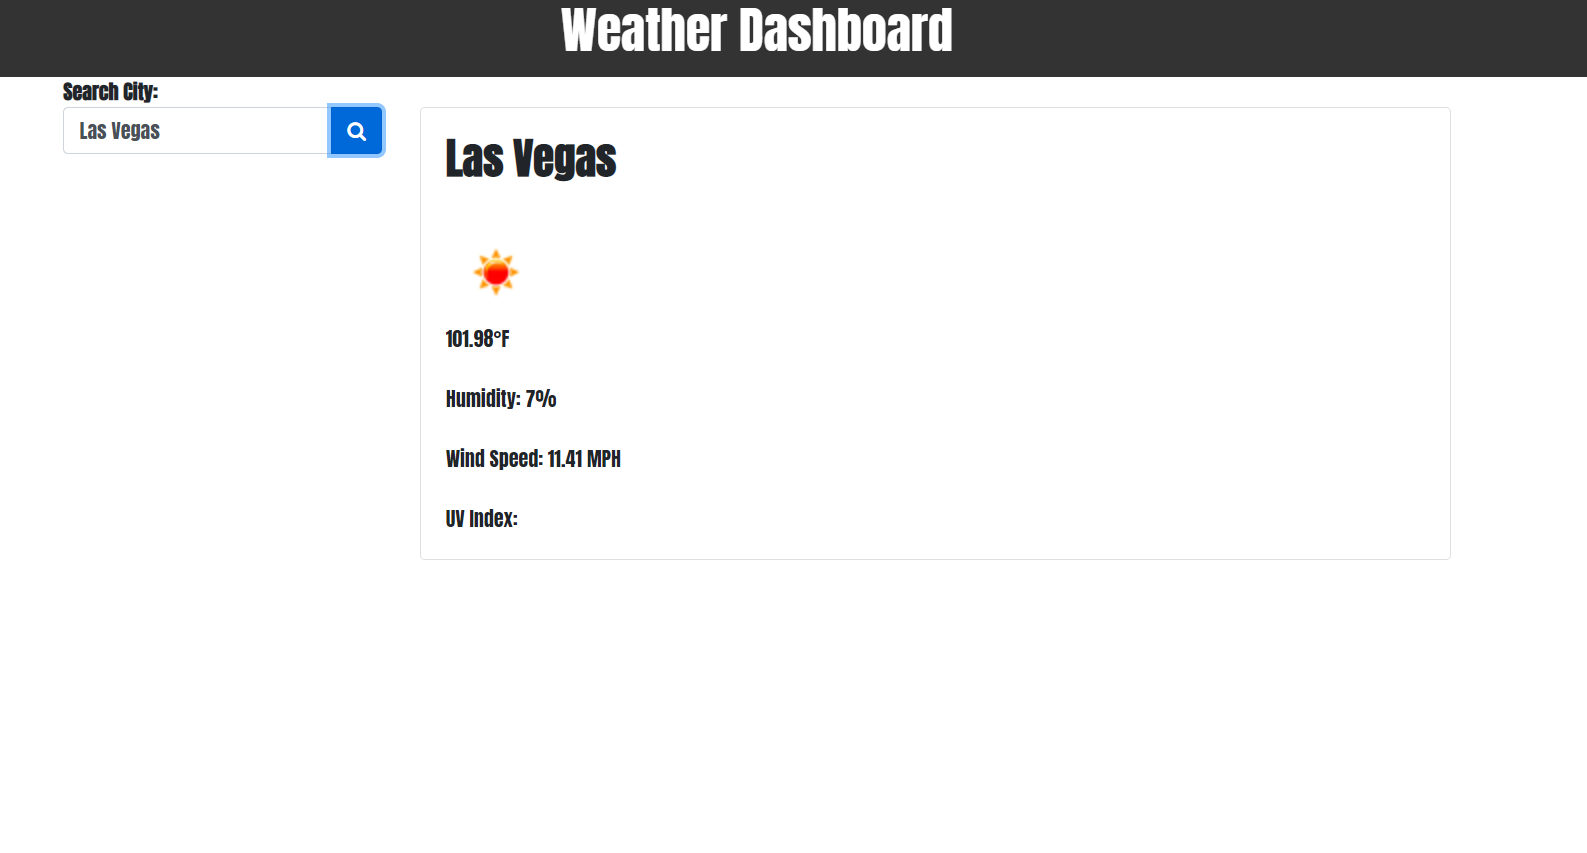 Weather Dashboard
Search City:
Las Vegas
Las Vegas
101.98°F
Humidity: 7%
Wind Speed: 11.41 MPH
UV Index: